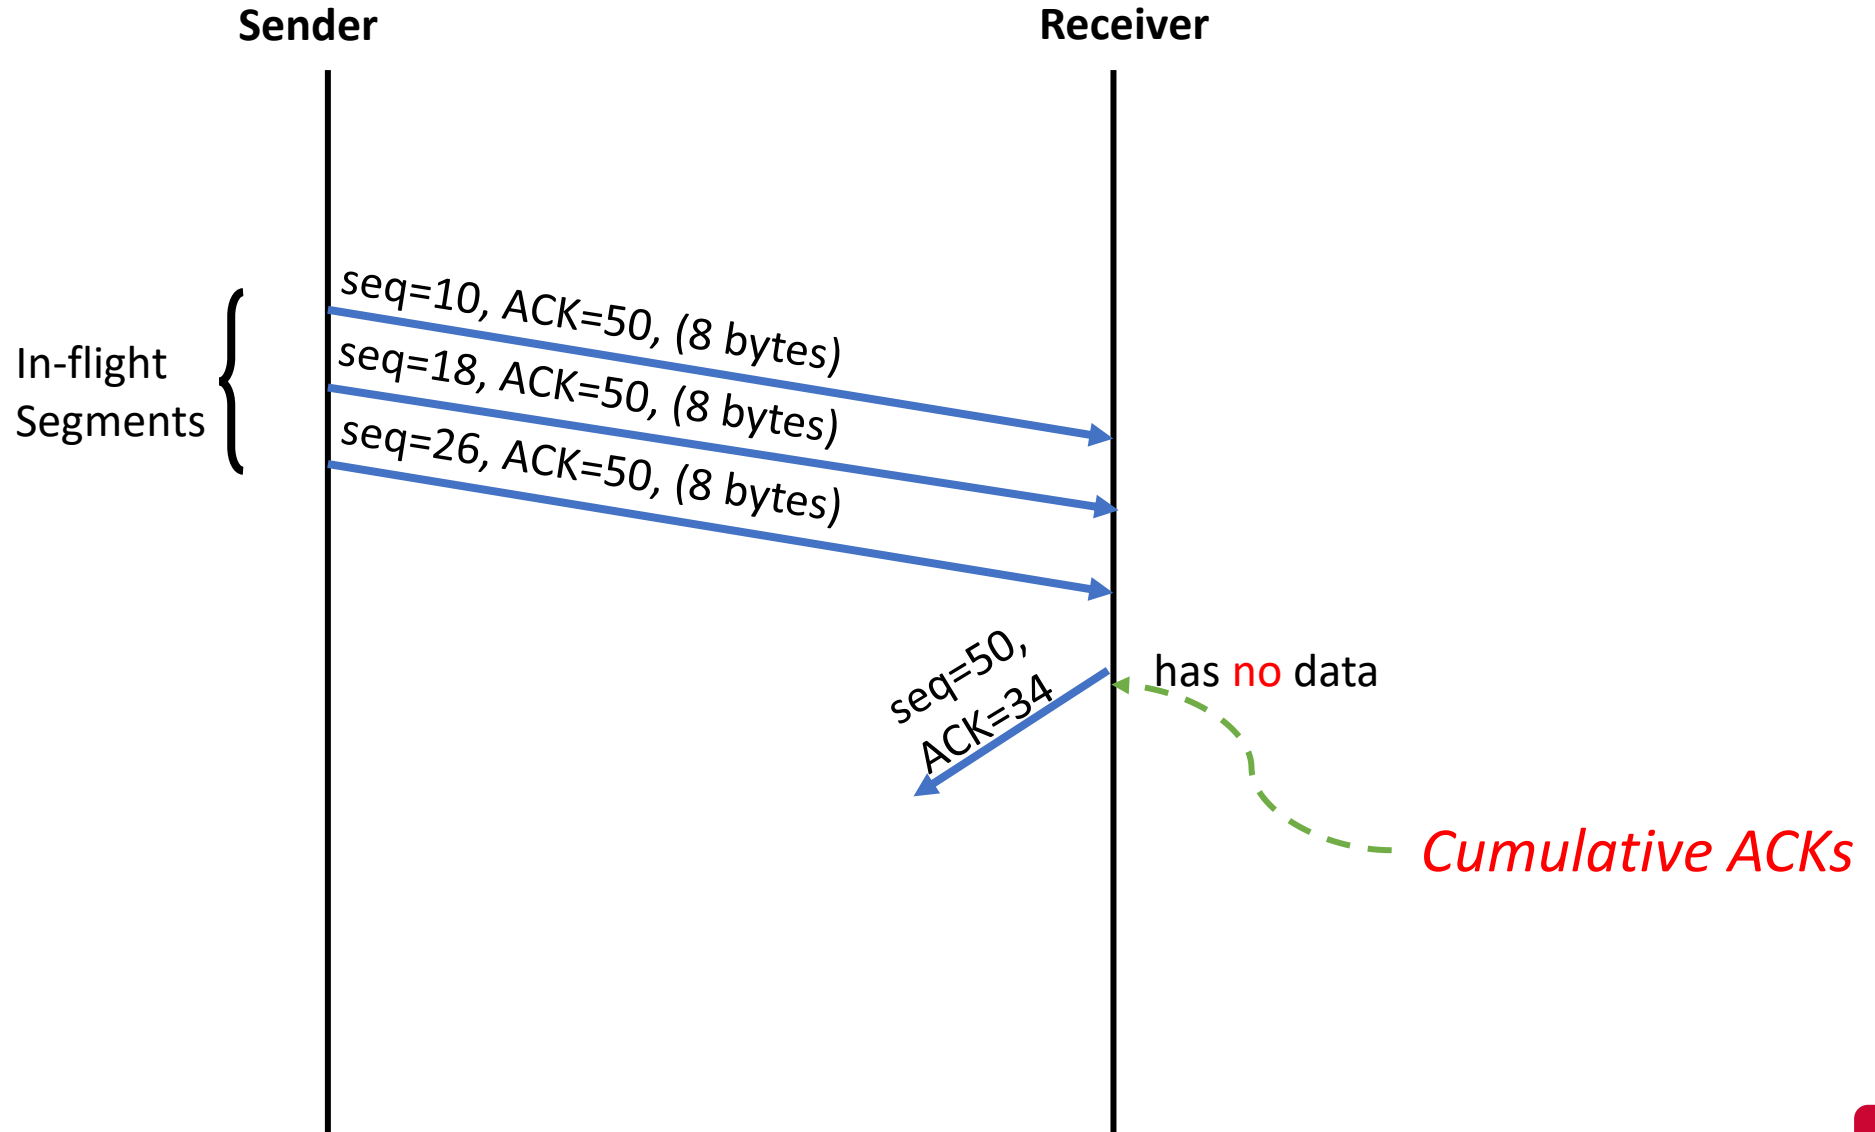 Sender
Receiver
seq=10, ACK=50, (8 bytes)
seq=18, ACK=50, (8 bytes)
seq=26, ACK=50, (8 bytes)
In-flight
Segments
seq=50,
ACK=34
has no data
Cumulative ACKs